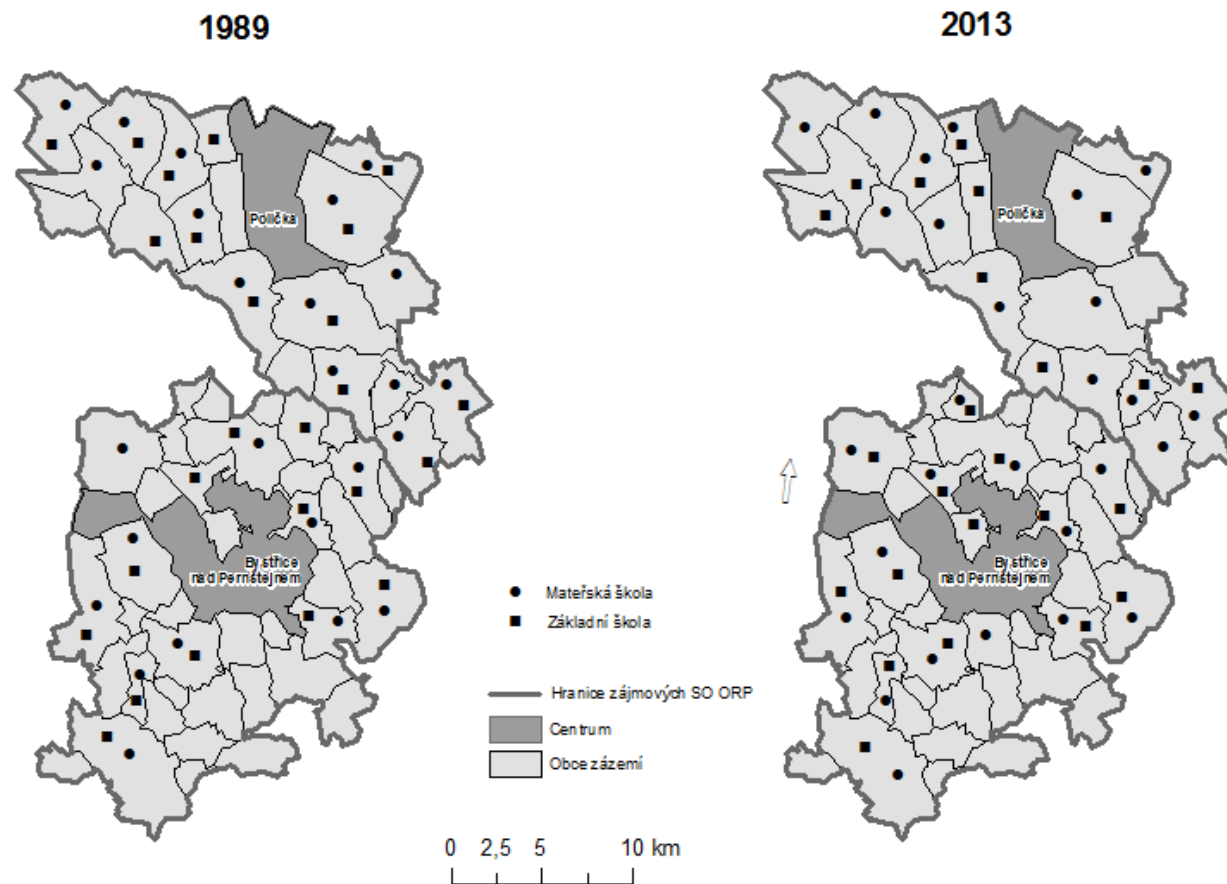 1989
2013
Polička
Polička
Bystřice
nad Pernštejnem
Bystřice
nad Pernštejnem
Mateřská škola
Základní škola
Hranice zájmových SO ORP
Centrum
Obce zázemí
0 2,5 5 10 km